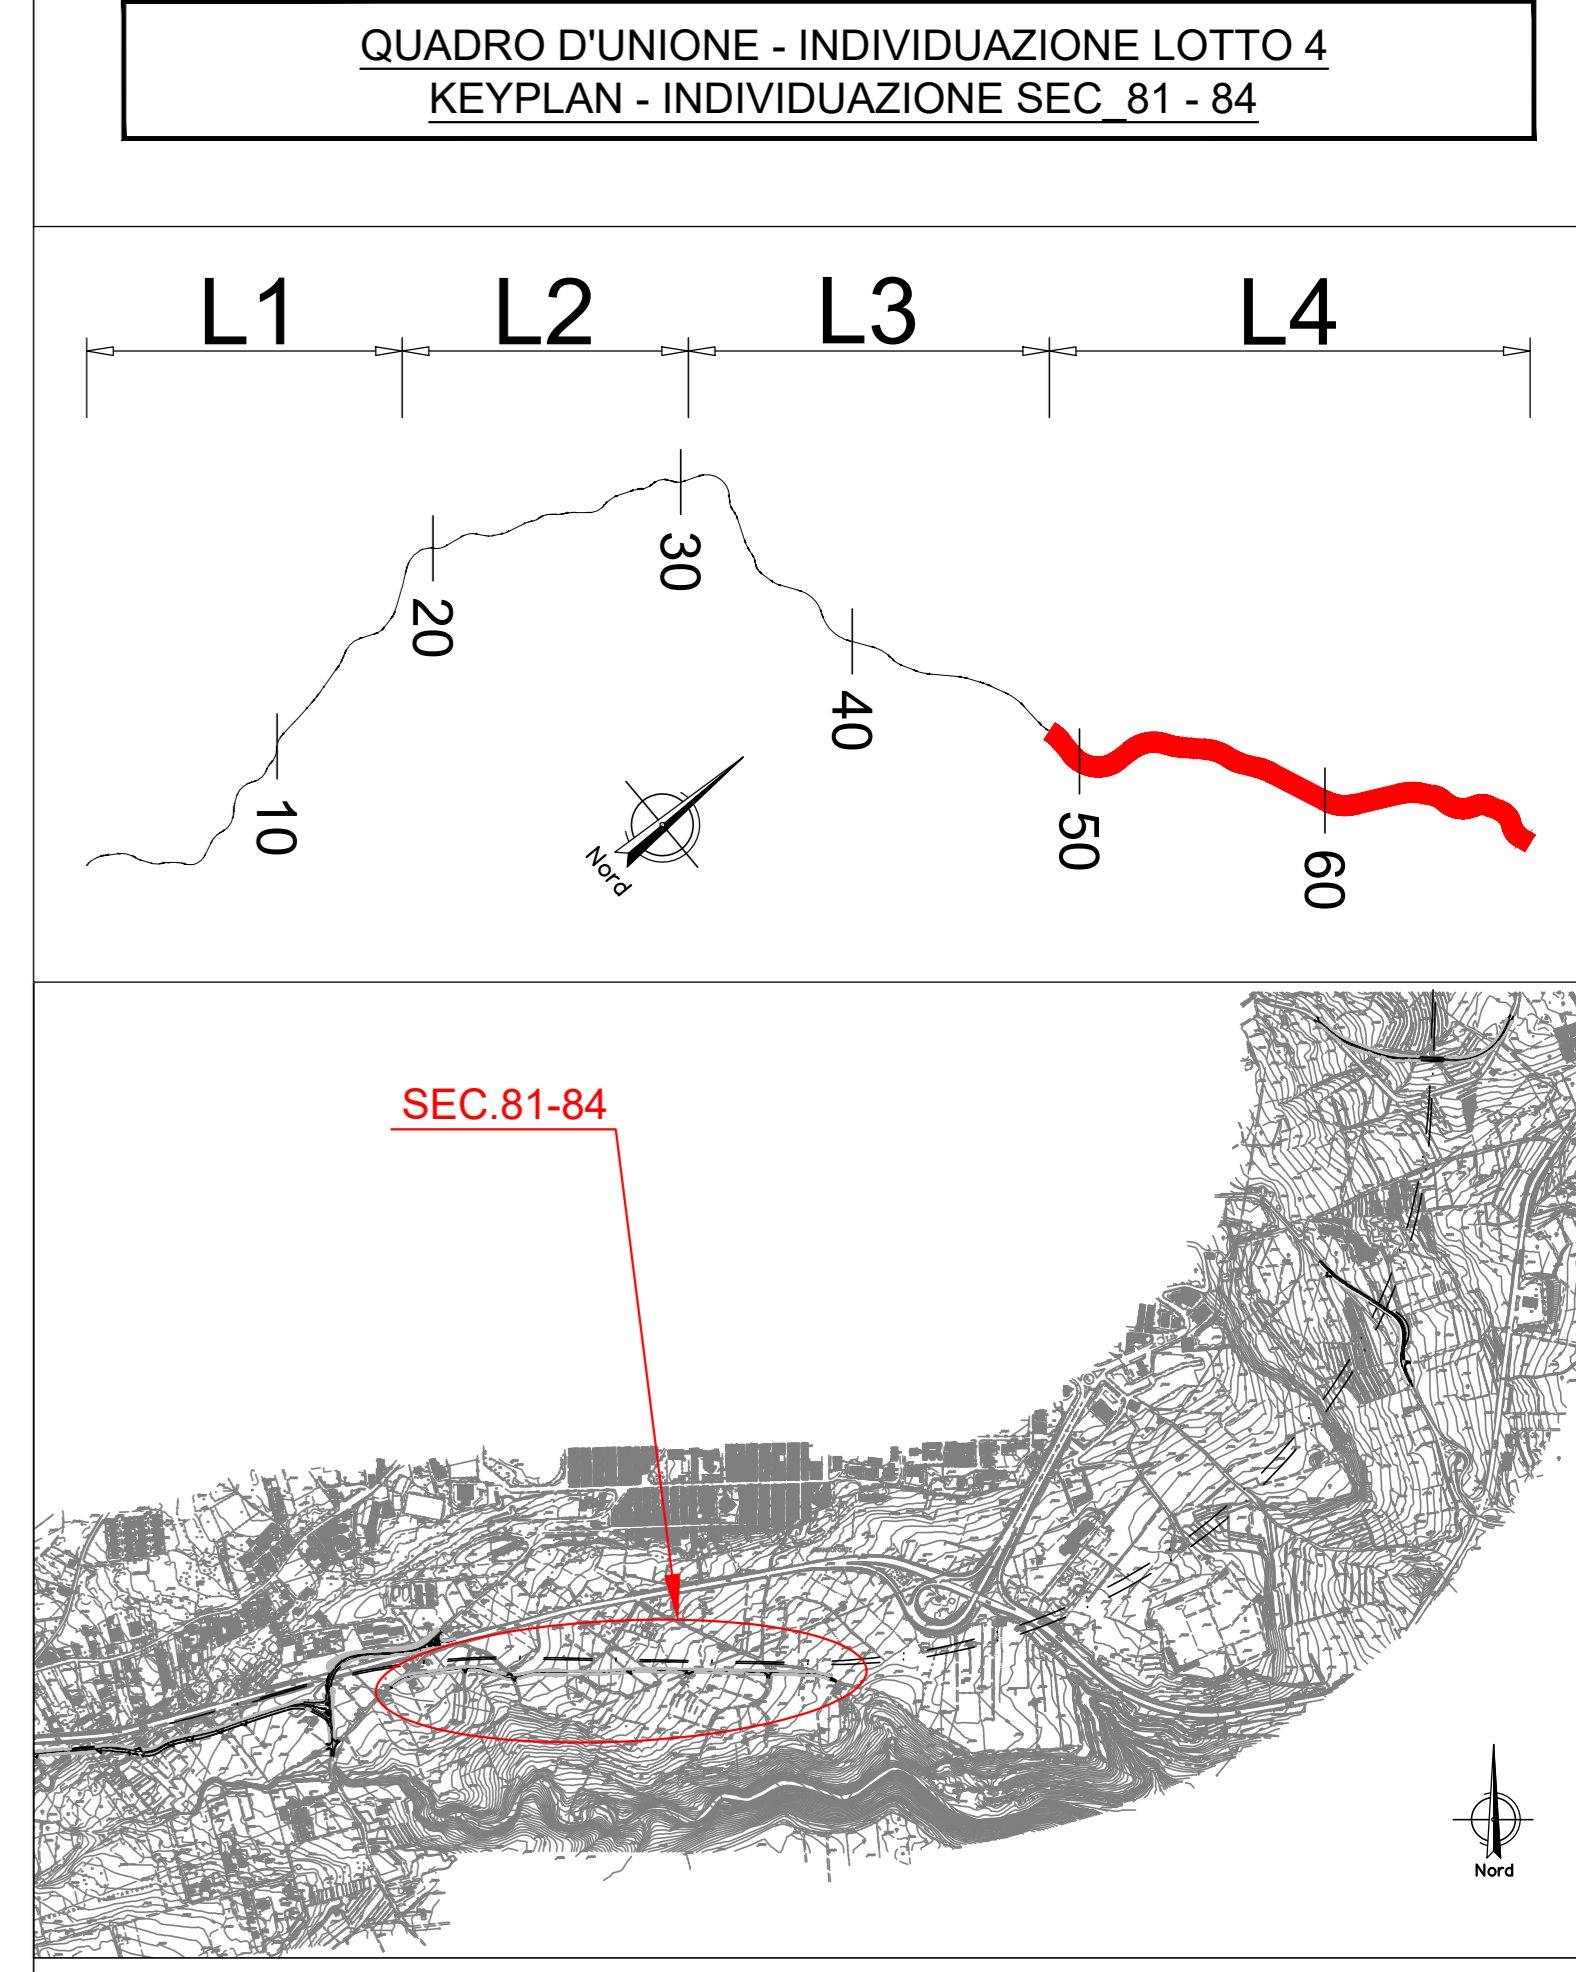 QUADRO D'UNIONE - INDIVIDUAZIONE LOTTO 4
KEYPLAN - INDIVIDUAZIONE SEC_81 - 84
L1
L2
L3
L4
10
20
30
40
50
60
Nord
SEC.81-84
Nord